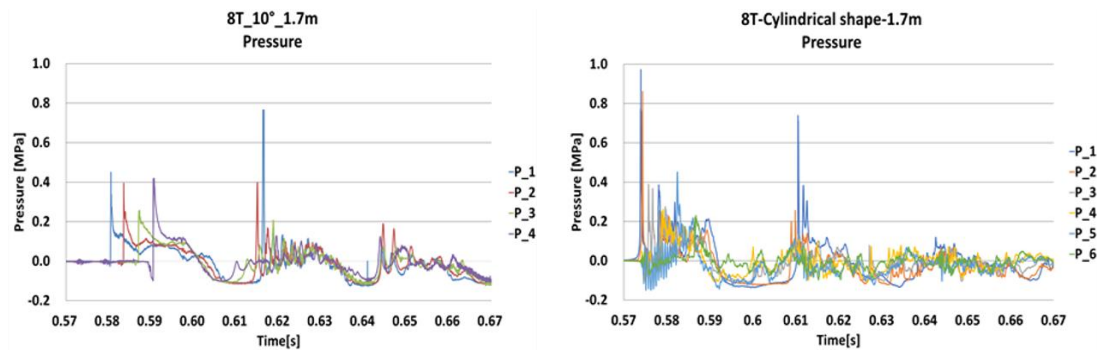 8T_10°_1.7m
Pressure
1.0
0.8
0.6
0.4
0.2
0.0
-0.2
Pressure [MPa]
0.57 0.58 0.59 0.60 0.61 0.62 0.63 0.64 0.65 0.66 0.67
Time[s]
P_1
P_2
P_3
P_4
8T-Cylindrical shape-1.7m
Pressure
1.0
0.8
0.6
0.4
0.2
0.0
-0.2
Pressure [MPa]
0.57 0.58 0.59 0.60 0.61 0.62 0.63 0.64 0.65 0.66 0.67
Time[s]
P_1
P_2
P_3
P_4
P_5
P_6